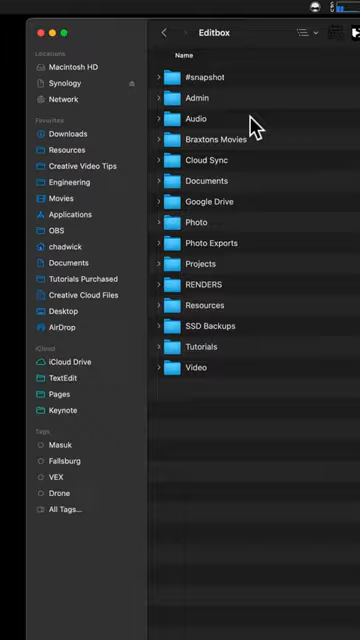 Editbox
Locations
Macintosh HD
Synology
Network
Favorites
Downloads
Resources
Creative Video Tips
Engineering
Movies
Applications
OBS
chadwick
Documents
Tutorials Purchased
Creative Cloud Files
Desktop
AirDrop
iCloud
iCloud Drive
TextEdit
Pages
Keynote
Tags
Masuk
Fallsburg
VEX
Drone
All Tags...
Name
#snapshot
Admin
Audio
Braxtons Movies
Cloud Sync
Documents
Google Drive
Photo
Photo Exports
Projects
RENDERS
Resources
SSD Backups
Tutorials
Video